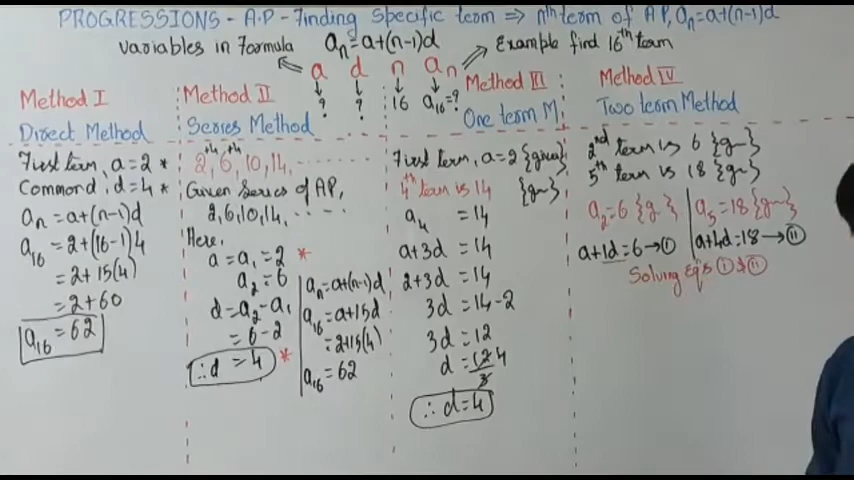 PROGRESSIONS - A.P - Finding Specific term ⇒ nth term of AP, an=a+(n-1)d
variables in Formula an=a+(n-1)d Example find 16th term
a d n an
? ? 16 a16=?
Method I
Direct Method
First term, a=2 *
Commond, d=4 *
an=a+(n-1)d
a16=2+(16-1)4
=2+15(4)
=2+60
a16=62
Method II
Series Method
2,6,10,14,........
Given Series of AP,
2,6,10,14,.....
Here,
a=a1=2 *
a2=6
d=a2-a1
=6-2
∴d=4 *
an=a+(n-1)d
a16=a+15d
=2+15(4)
a16=62
Method III
One term M
First term, a=2 {given}
4th term is 14
a4=14
a+3d=14
2+3d=14
3d=14-2
3d=12
d=12/3 4
∴d=4
Method IV
Two term Method
2nd term is 6
5th term is 18
a2=6
a+1d=6→①
a5=18
a+4d=18→⑪
Solving Eqs ① & ⑪